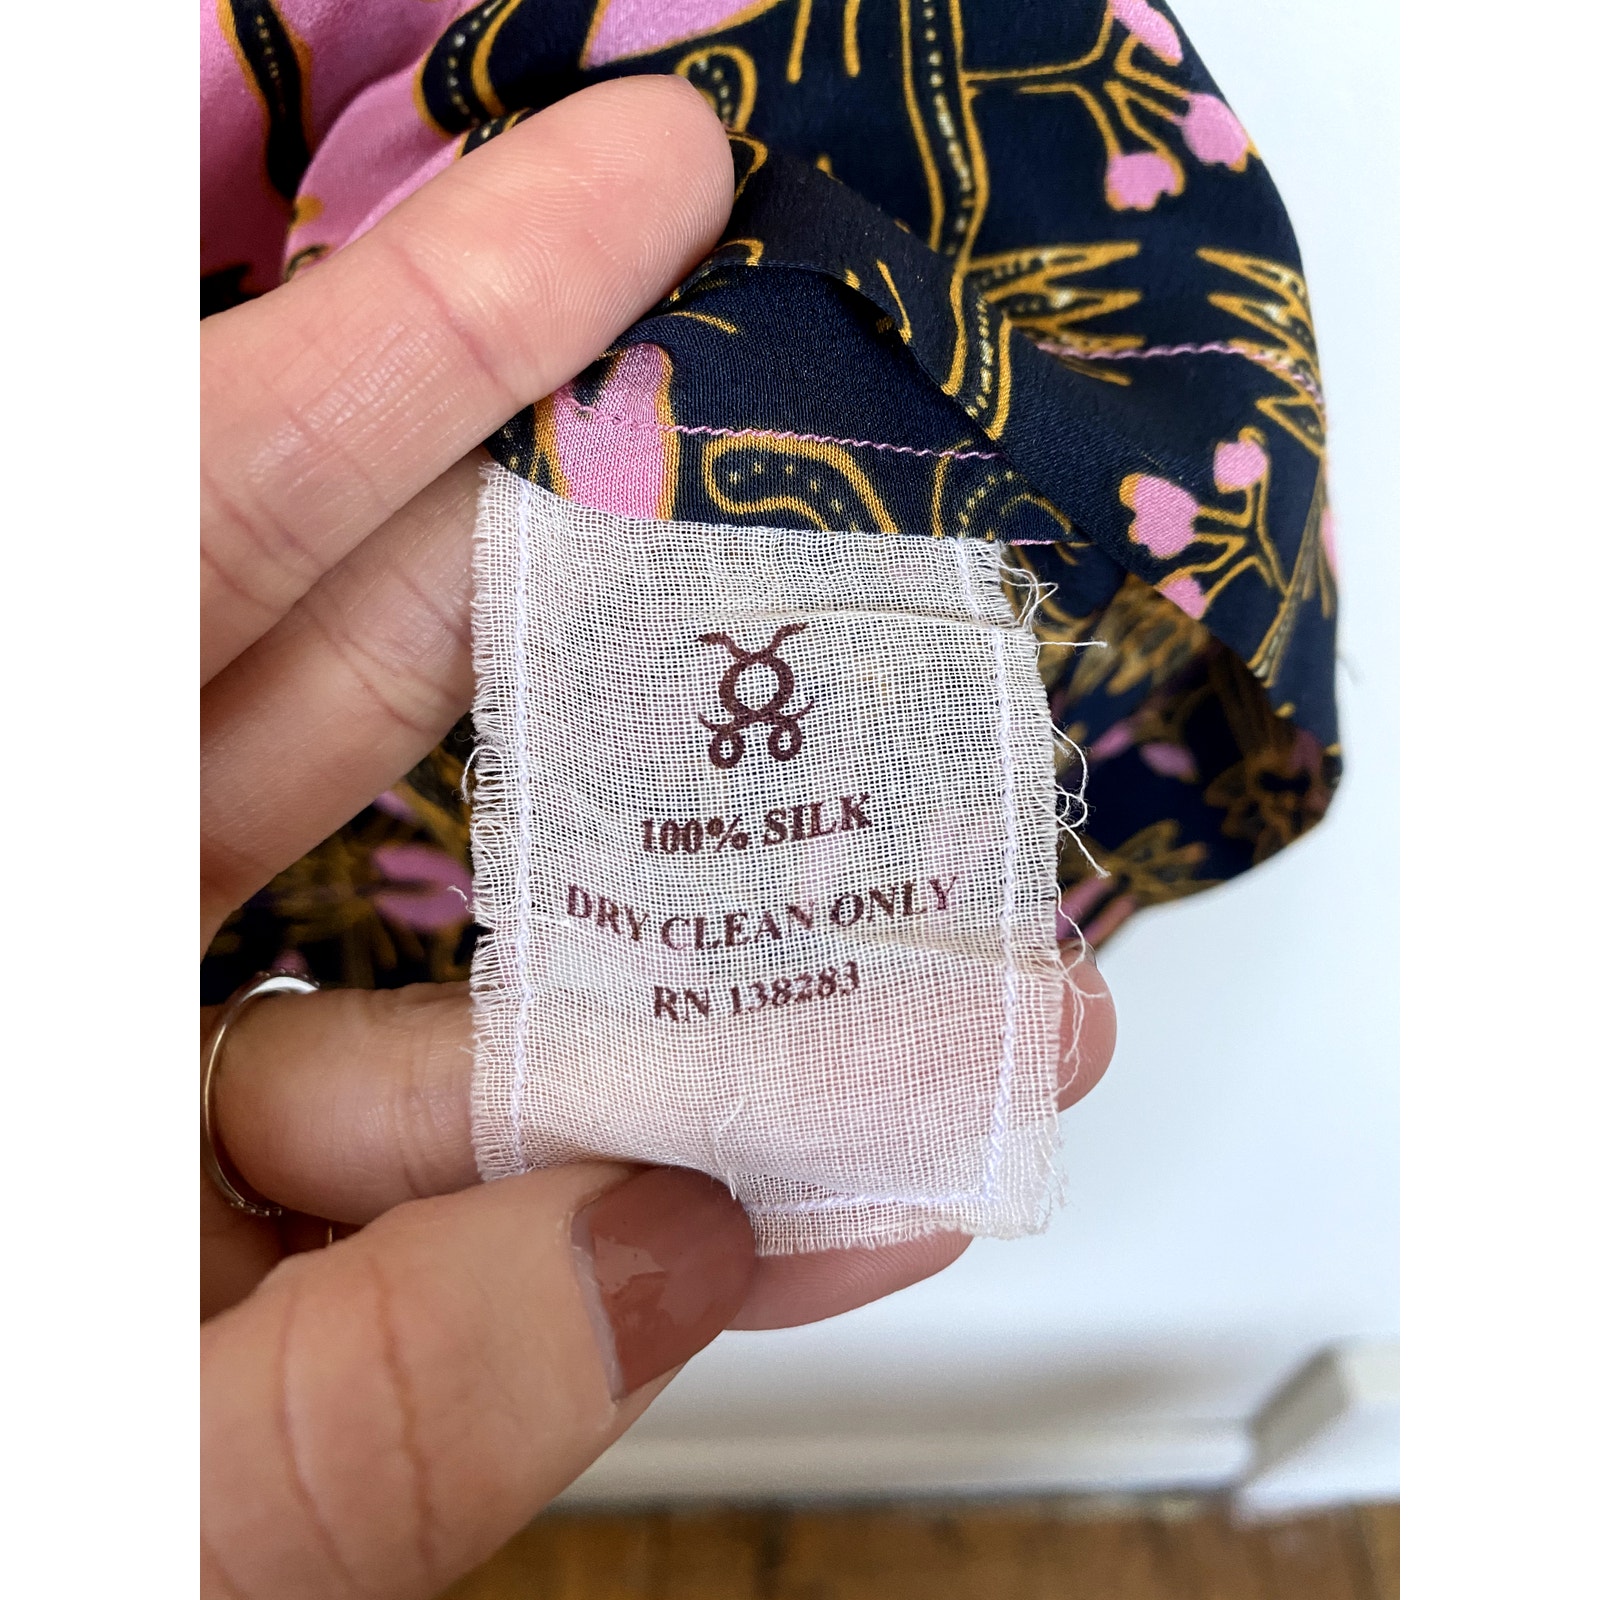 100% SILK
DRY CLEAN ONLY
RN 138283